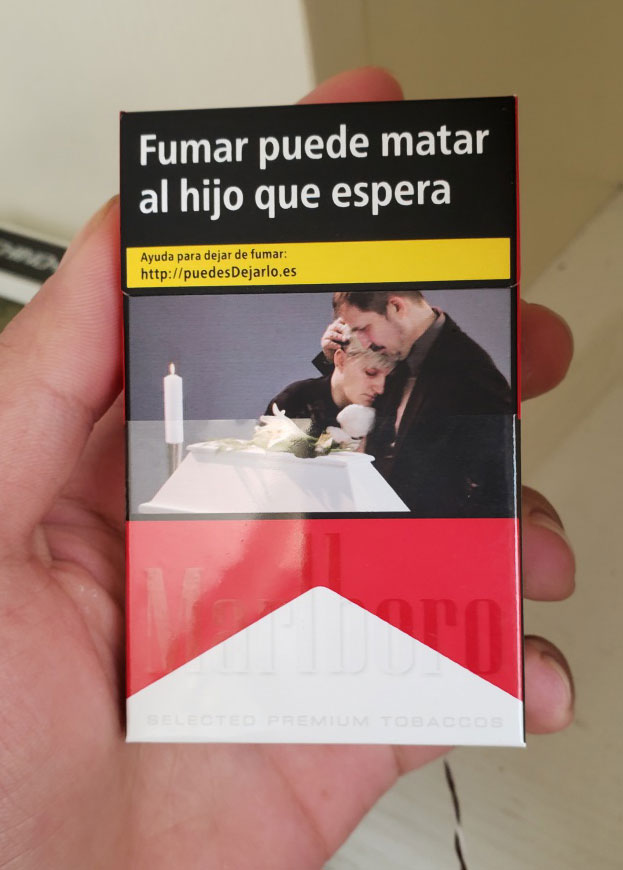 Fumar puede matar
al hijo que espera
Ayuda para dejar de fumar:
http://puedesDejarlo.es
Marlboro
SELECTED PREMIUM TOBACCOS